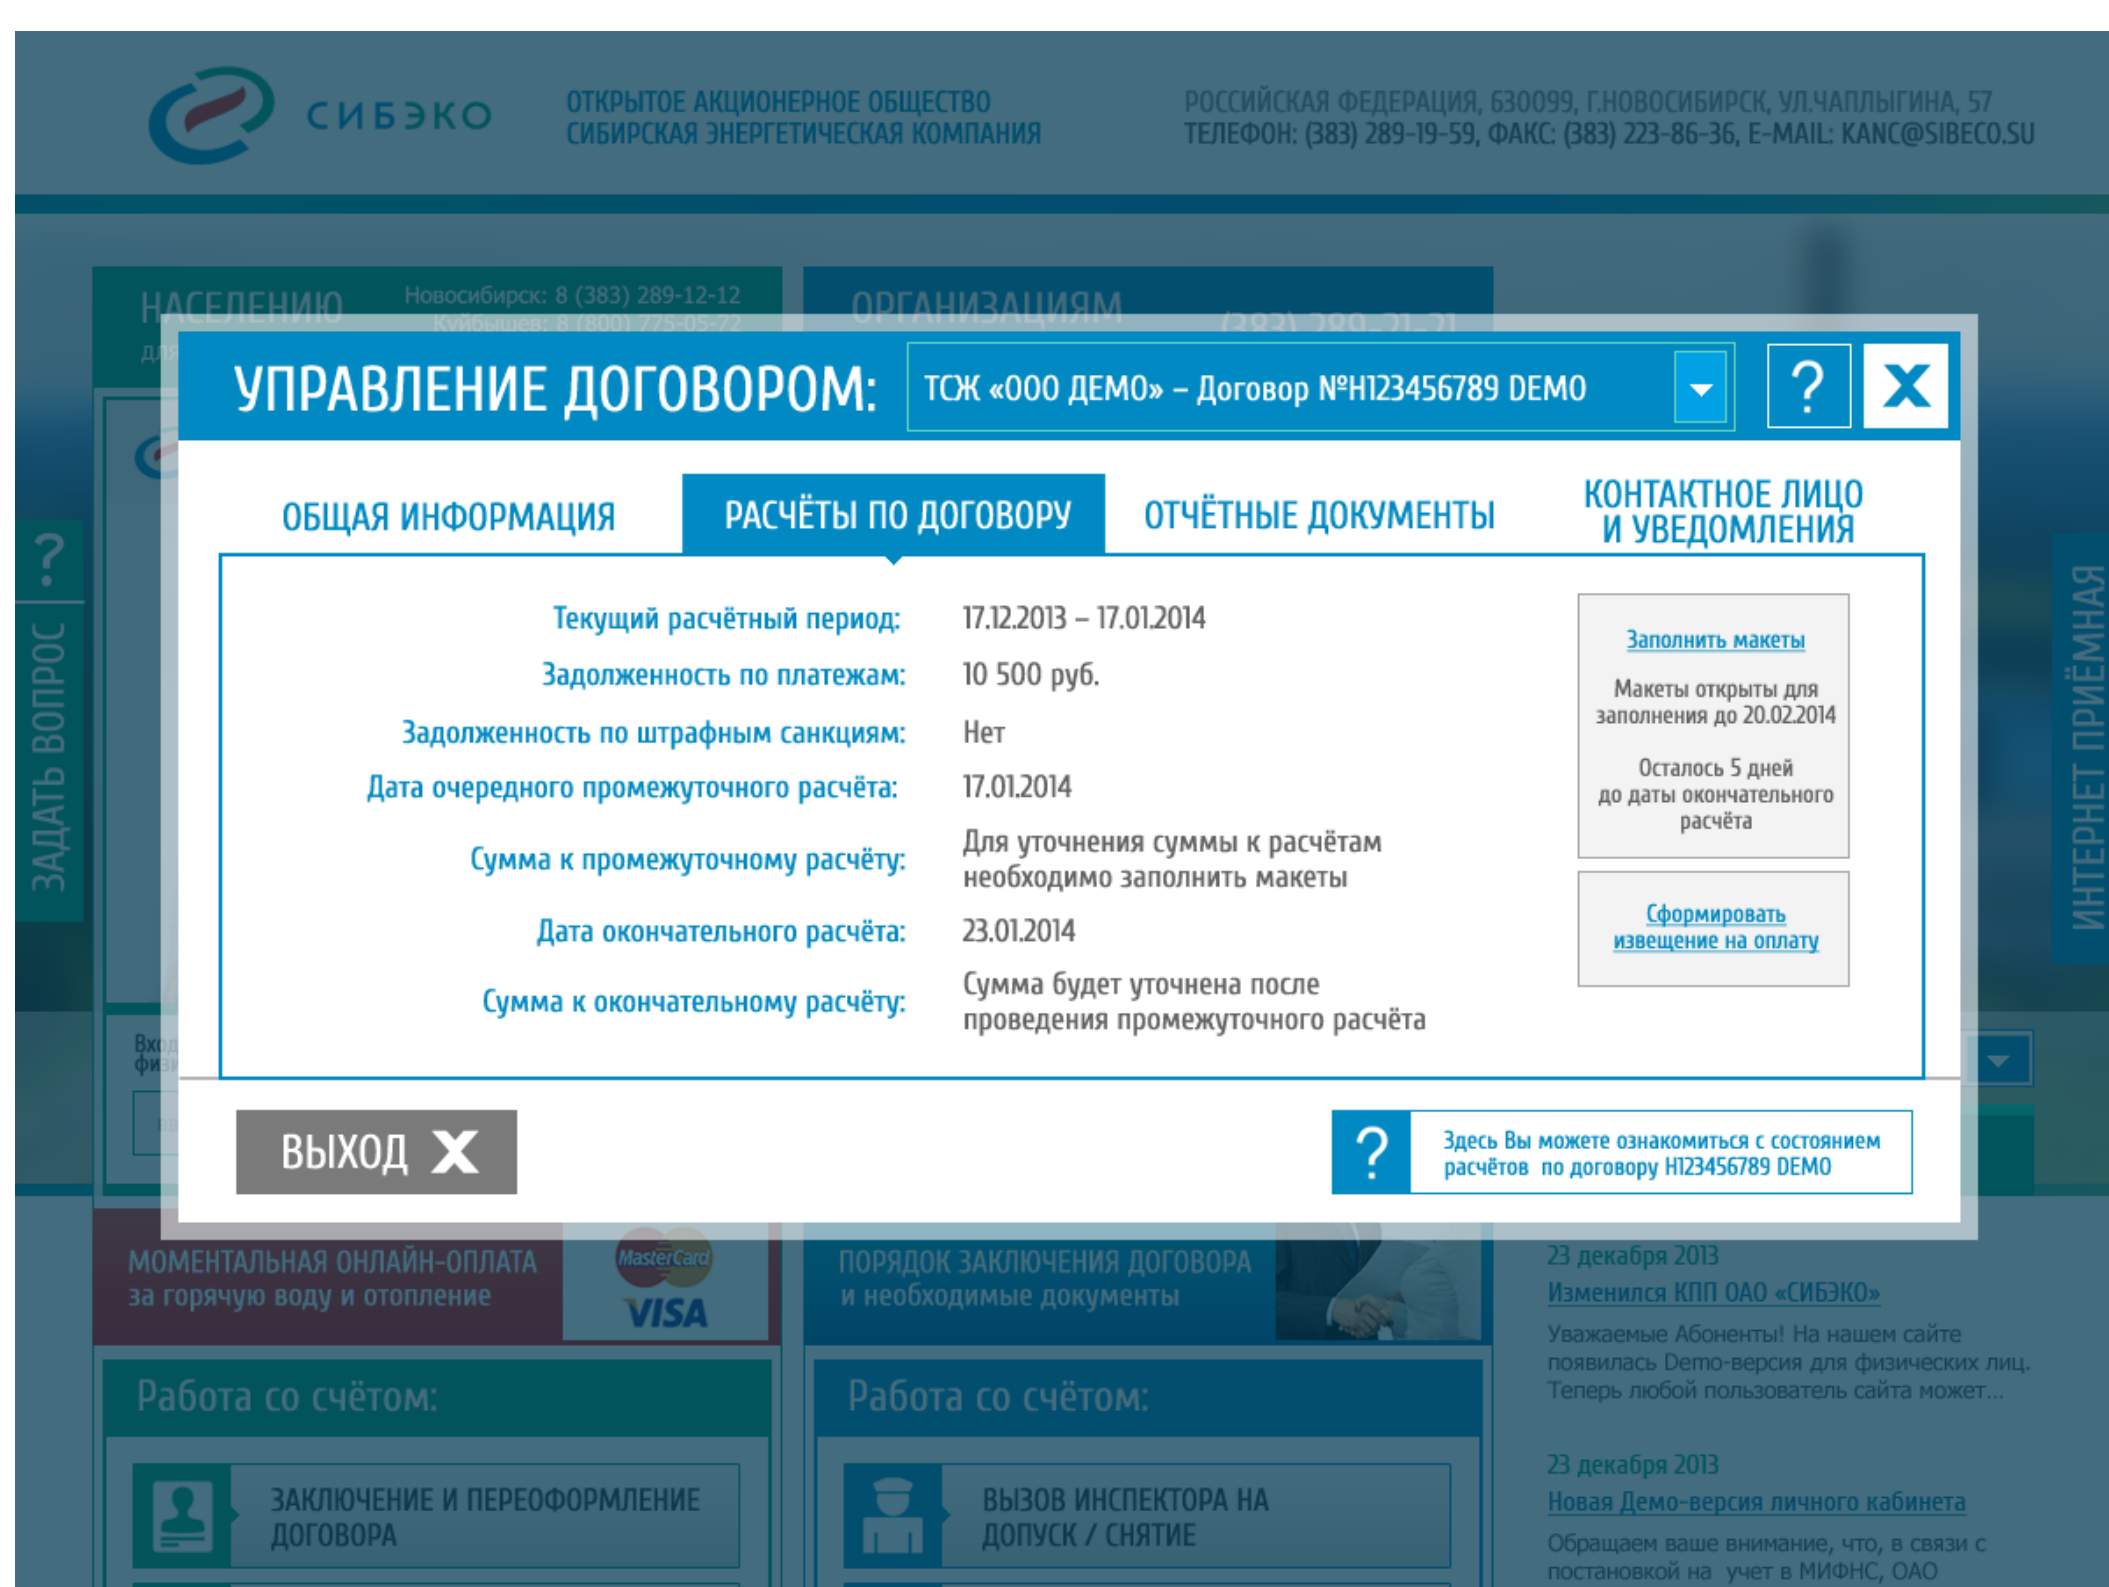 СИБЭКО
ОТКРЫТОЕ АКЦИОНЕРНОЕ ОБЩЕСТВО
СИБИРСКАЯ ЭНЕРГЕТИЧЕСКАЯ КОМПАНИЯ
РОССИЙСКАЯ ФЕДЕРАЦИЯ, 630099, Г.НОВОСИБИРСК, УЛ.ЧАПЛЫГИНА, 57
ТЕЛЕФОН: (383) 289-19-59, ФАКС: (383) 223-86-36, E-MAIL: KANC@SIBECO.SU
НАСЕЛЕНИЮ
Новосибирск: 8 (383) 289-12-12
Куйбышев: 8 (800) 775-05-72
ОРГАНИЗАЦИЯМ
(383) 289-21-21
УПРАВЛЕНИЕ ДОГОВОРОМ:
ТСЖ «ООО ДЕМО» – Договор №Н123456789 DEMO
?
X
ОБЩАЯ ИНФОРМАЦИЯ
РАСЧЁТЫ ПО ДОГОВОРУ
ОТЧЁТНЫЕ ДОКУМЕНТЫ
КОНТАКТНОЕ ЛИЦО
И УВЕДОМЛЕНИЯ
ЗАДАТЬ ВОПРОС ?
ИНТЕРНЕТ ПРИЁМНАЯ
Текущий расчётный период: 17.12.2013 – 17.01.2014
Задолженность по платежам: 10 500 руб.
Задолженность по штрафным санкциям: Нет
Дата очередного промежуточного расчёта: 17.01.2014
Сумма к промежуточному расчёту: Для уточнения суммы к расчётам
необходимо заполнить макеты
Дата окончательного расчёта: 23.01.2014
Сумма к окончательному расчёту: Сумма будет уточнена после
проведения промежуточного расчёта
Заполнить макеты
Макеты открыты для
заполнения до 20.02.2014
Осталось 5 дней
до даты окончательного
расчёта
Сформировать
извещение на оплату
ВЫХОД X
?
Здесь Вы можете ознакомиться с состоянием
расчётов по договору Н123456789 DEMO
МОМЕНТАЛЬНАЯ ОНЛАЙН-ОПЛАТА
за горячую воду и отопление
MasterCard
VISA
ПОРЯДОК ЗАКЛЮЧЕНИЯ ДОГОВОРА
и необходимые документы
23 декабря 2013
Изменился КПП ОАО «СИБЭКО»
Уважаемые Абоненты! На нашем сайте
появилась Demo-версия для физических лиц.
Теперь любой пользователь сайта может...
Работа со счётом:
Работа со счётом:
ЗАКЛЮЧЕНИЕ И ПЕРЕОФОРМЛЕНИЕ
ДОГОВОРА
ВЫЗОВ ИНСПЕКТОРА НА
ДОПУСК / СНЯТИЕ
23 декабря 2013
Новая Демо-версия личного кабинета
Обращаем ваше внимание, что, в связи с
постановкой на учет в МИФНС, ОАО